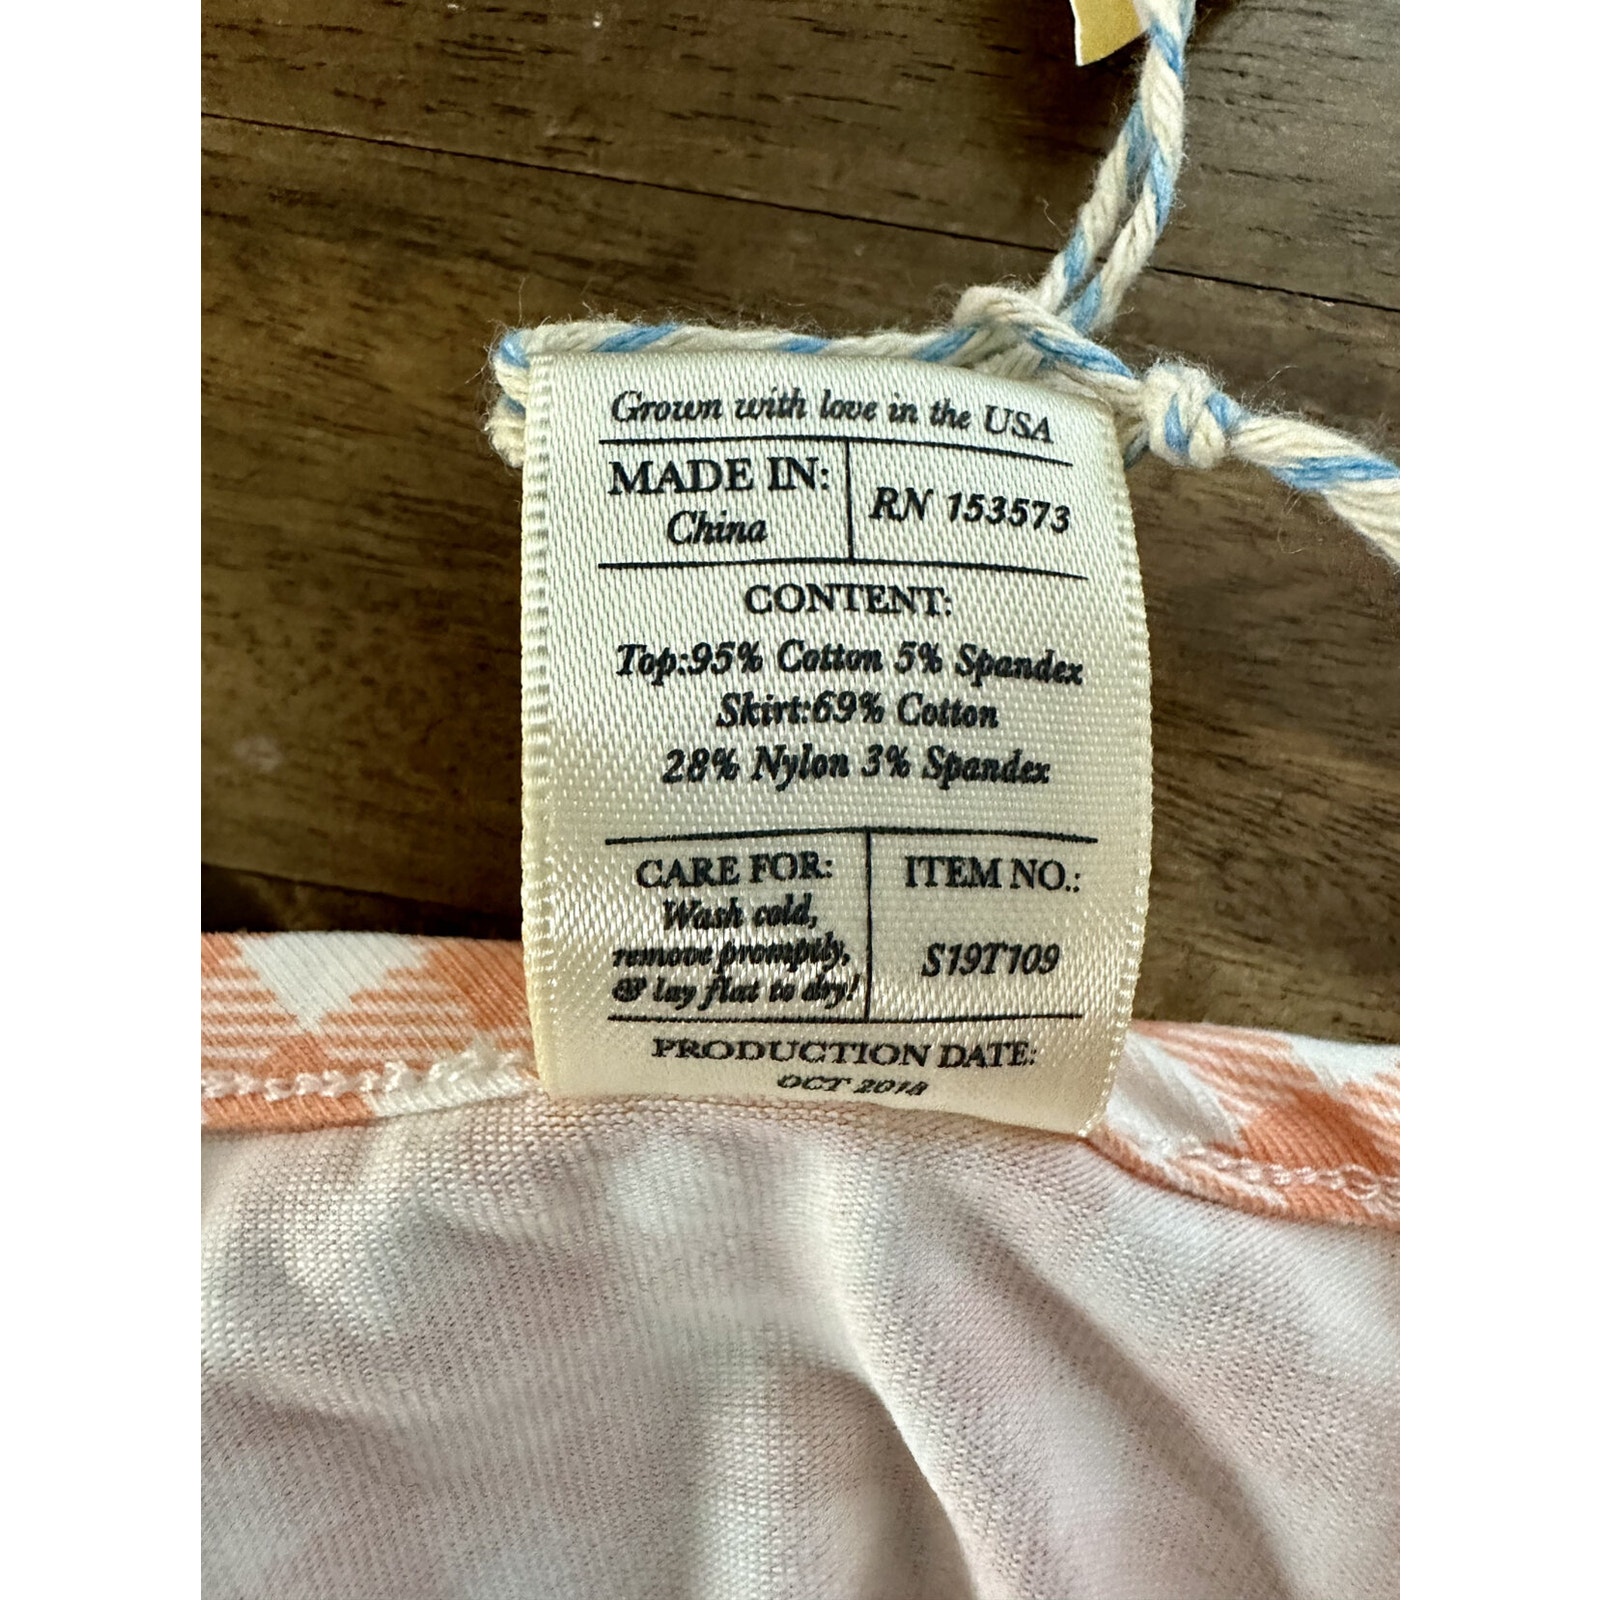 Grown with love in the USA
MADE IN:
China
RN 153573
CONTENT:
Top:95% Cotton 5% Spandex
Skirt:69% Cotton
28% Nylon 3% Spandex
CARE FOR:
Wash cold,
remove promptly,
& lay flat to dry!
ITEM NO.:
S19T109
PRODUCTION DATE:
OCT 2018